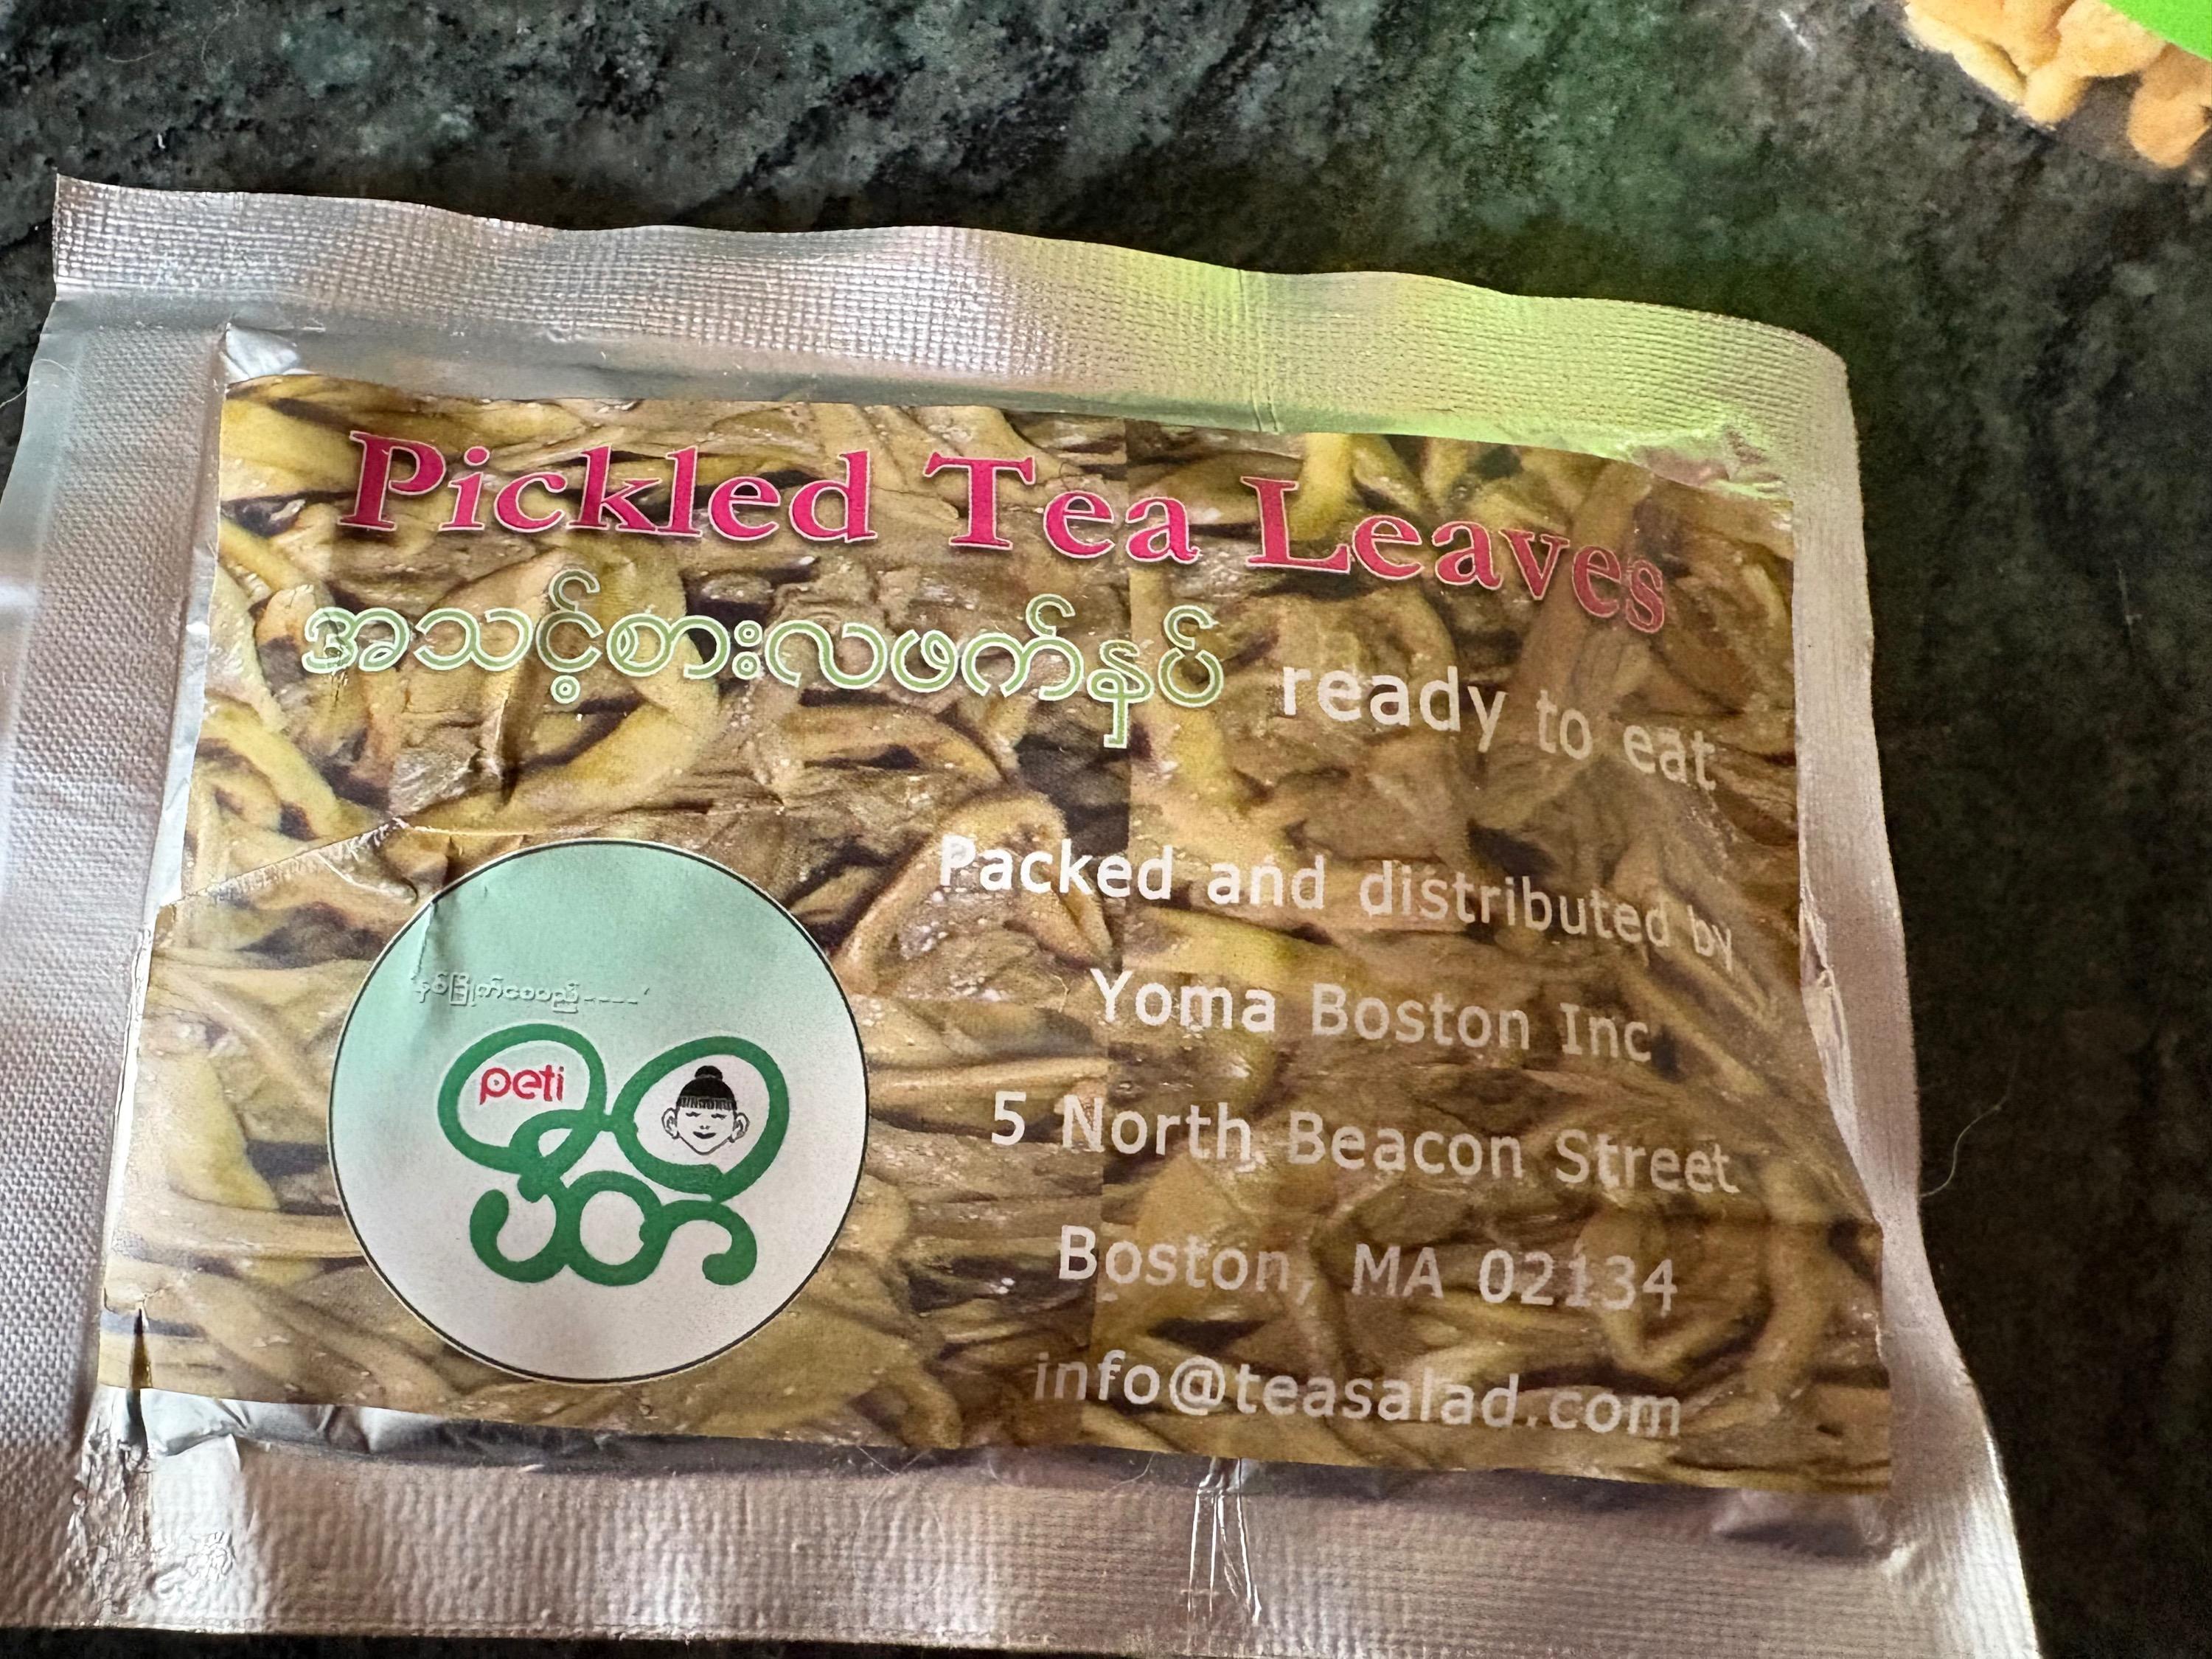 Pickled Tea Leaves
အသင့်စားလဖက်နှပ် ready to eat
Packed and distributed by
Yoma Boston Inc
5 North Beacon Street
Boston, MA 02134
info@teasalad.com
peti